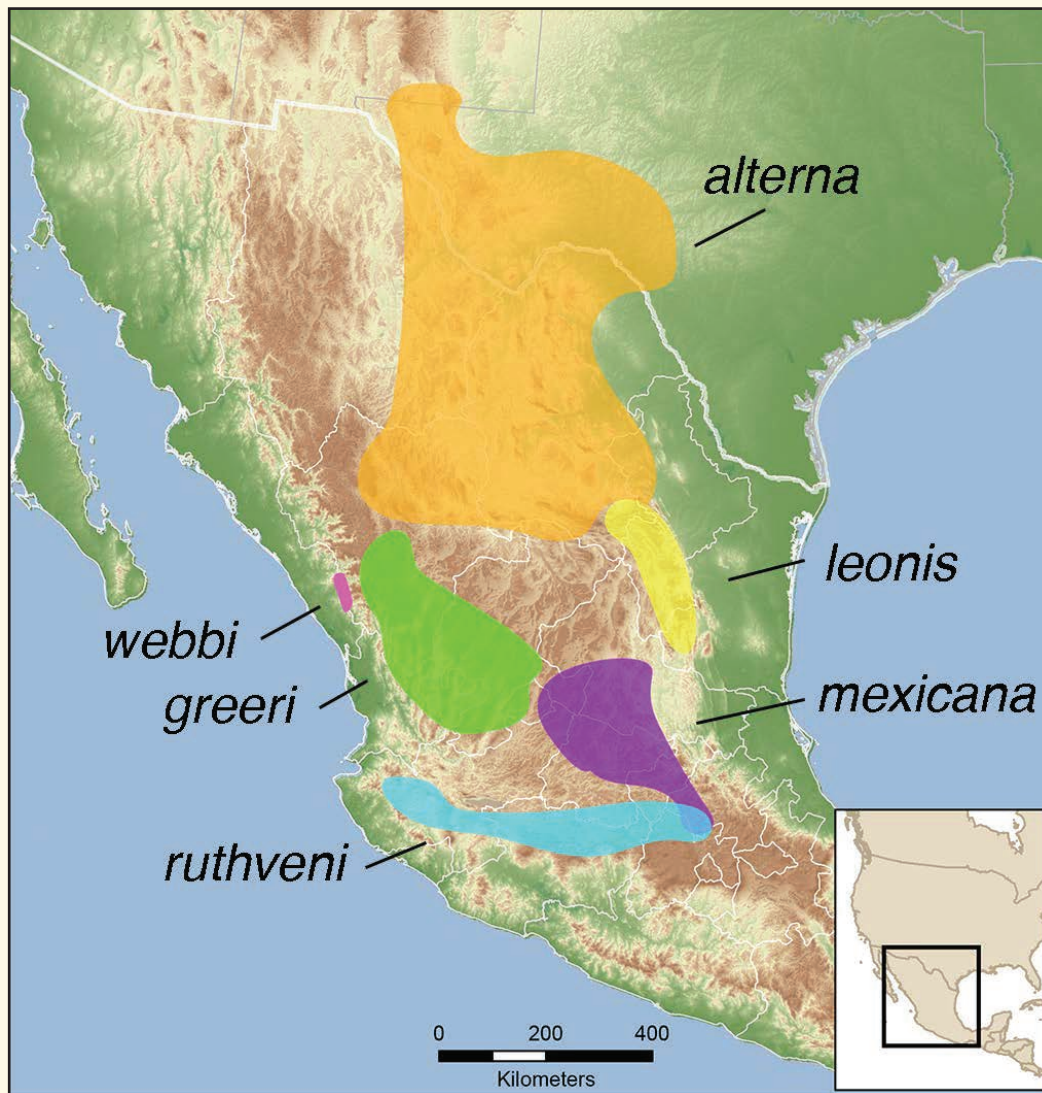 alterna
leonis
webbi
greeri
mexicana
ruthveni
0 200 400
Kilometers